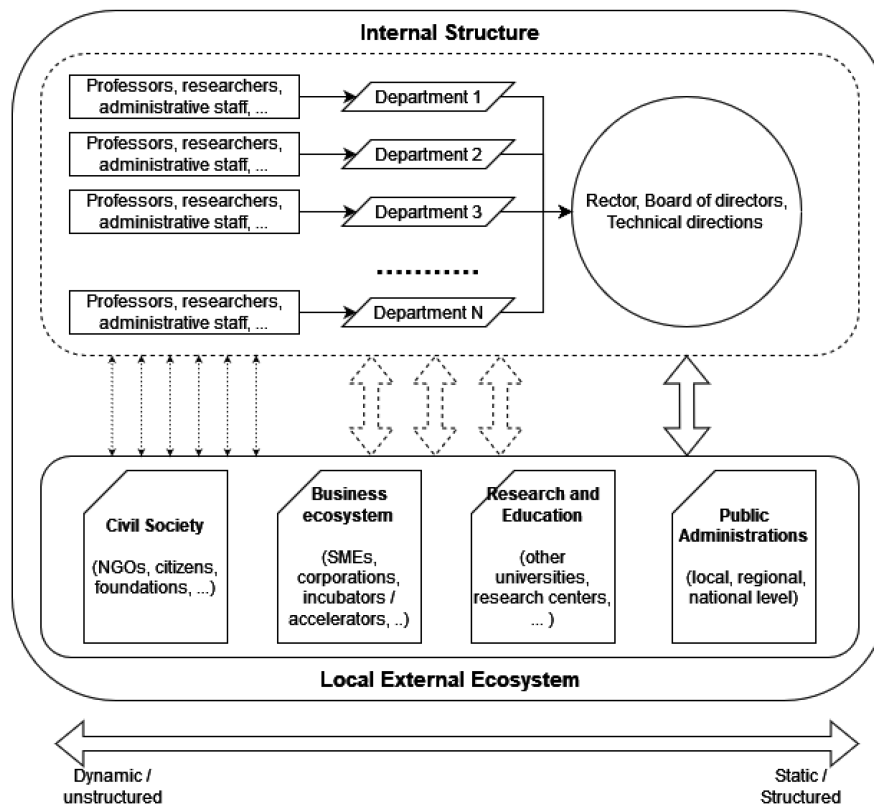 Internal Structure
Professors, researchers,
administrative staff, ...
Department 1
Professors, researchers,
administrative staff, ...
Department 2
Professors, researchers,
administrative staff, ...
Department 3
Rector, Board of directors,
Technical directions
...........
Professors, researchers,
administrative staff, ...
Department N
Civil Society
(NGOs, citizens,
foundations, ...)
Business
ecosystem
(SMEs,
corporations,
incubators /
accelerators, ..)
Research and
Education
(other
universities,
research centers,
... )
Public
Administrations
(local, regional,
national level)
Local External Ecosystem
Dynamic /
unstructured
Static /
Structured